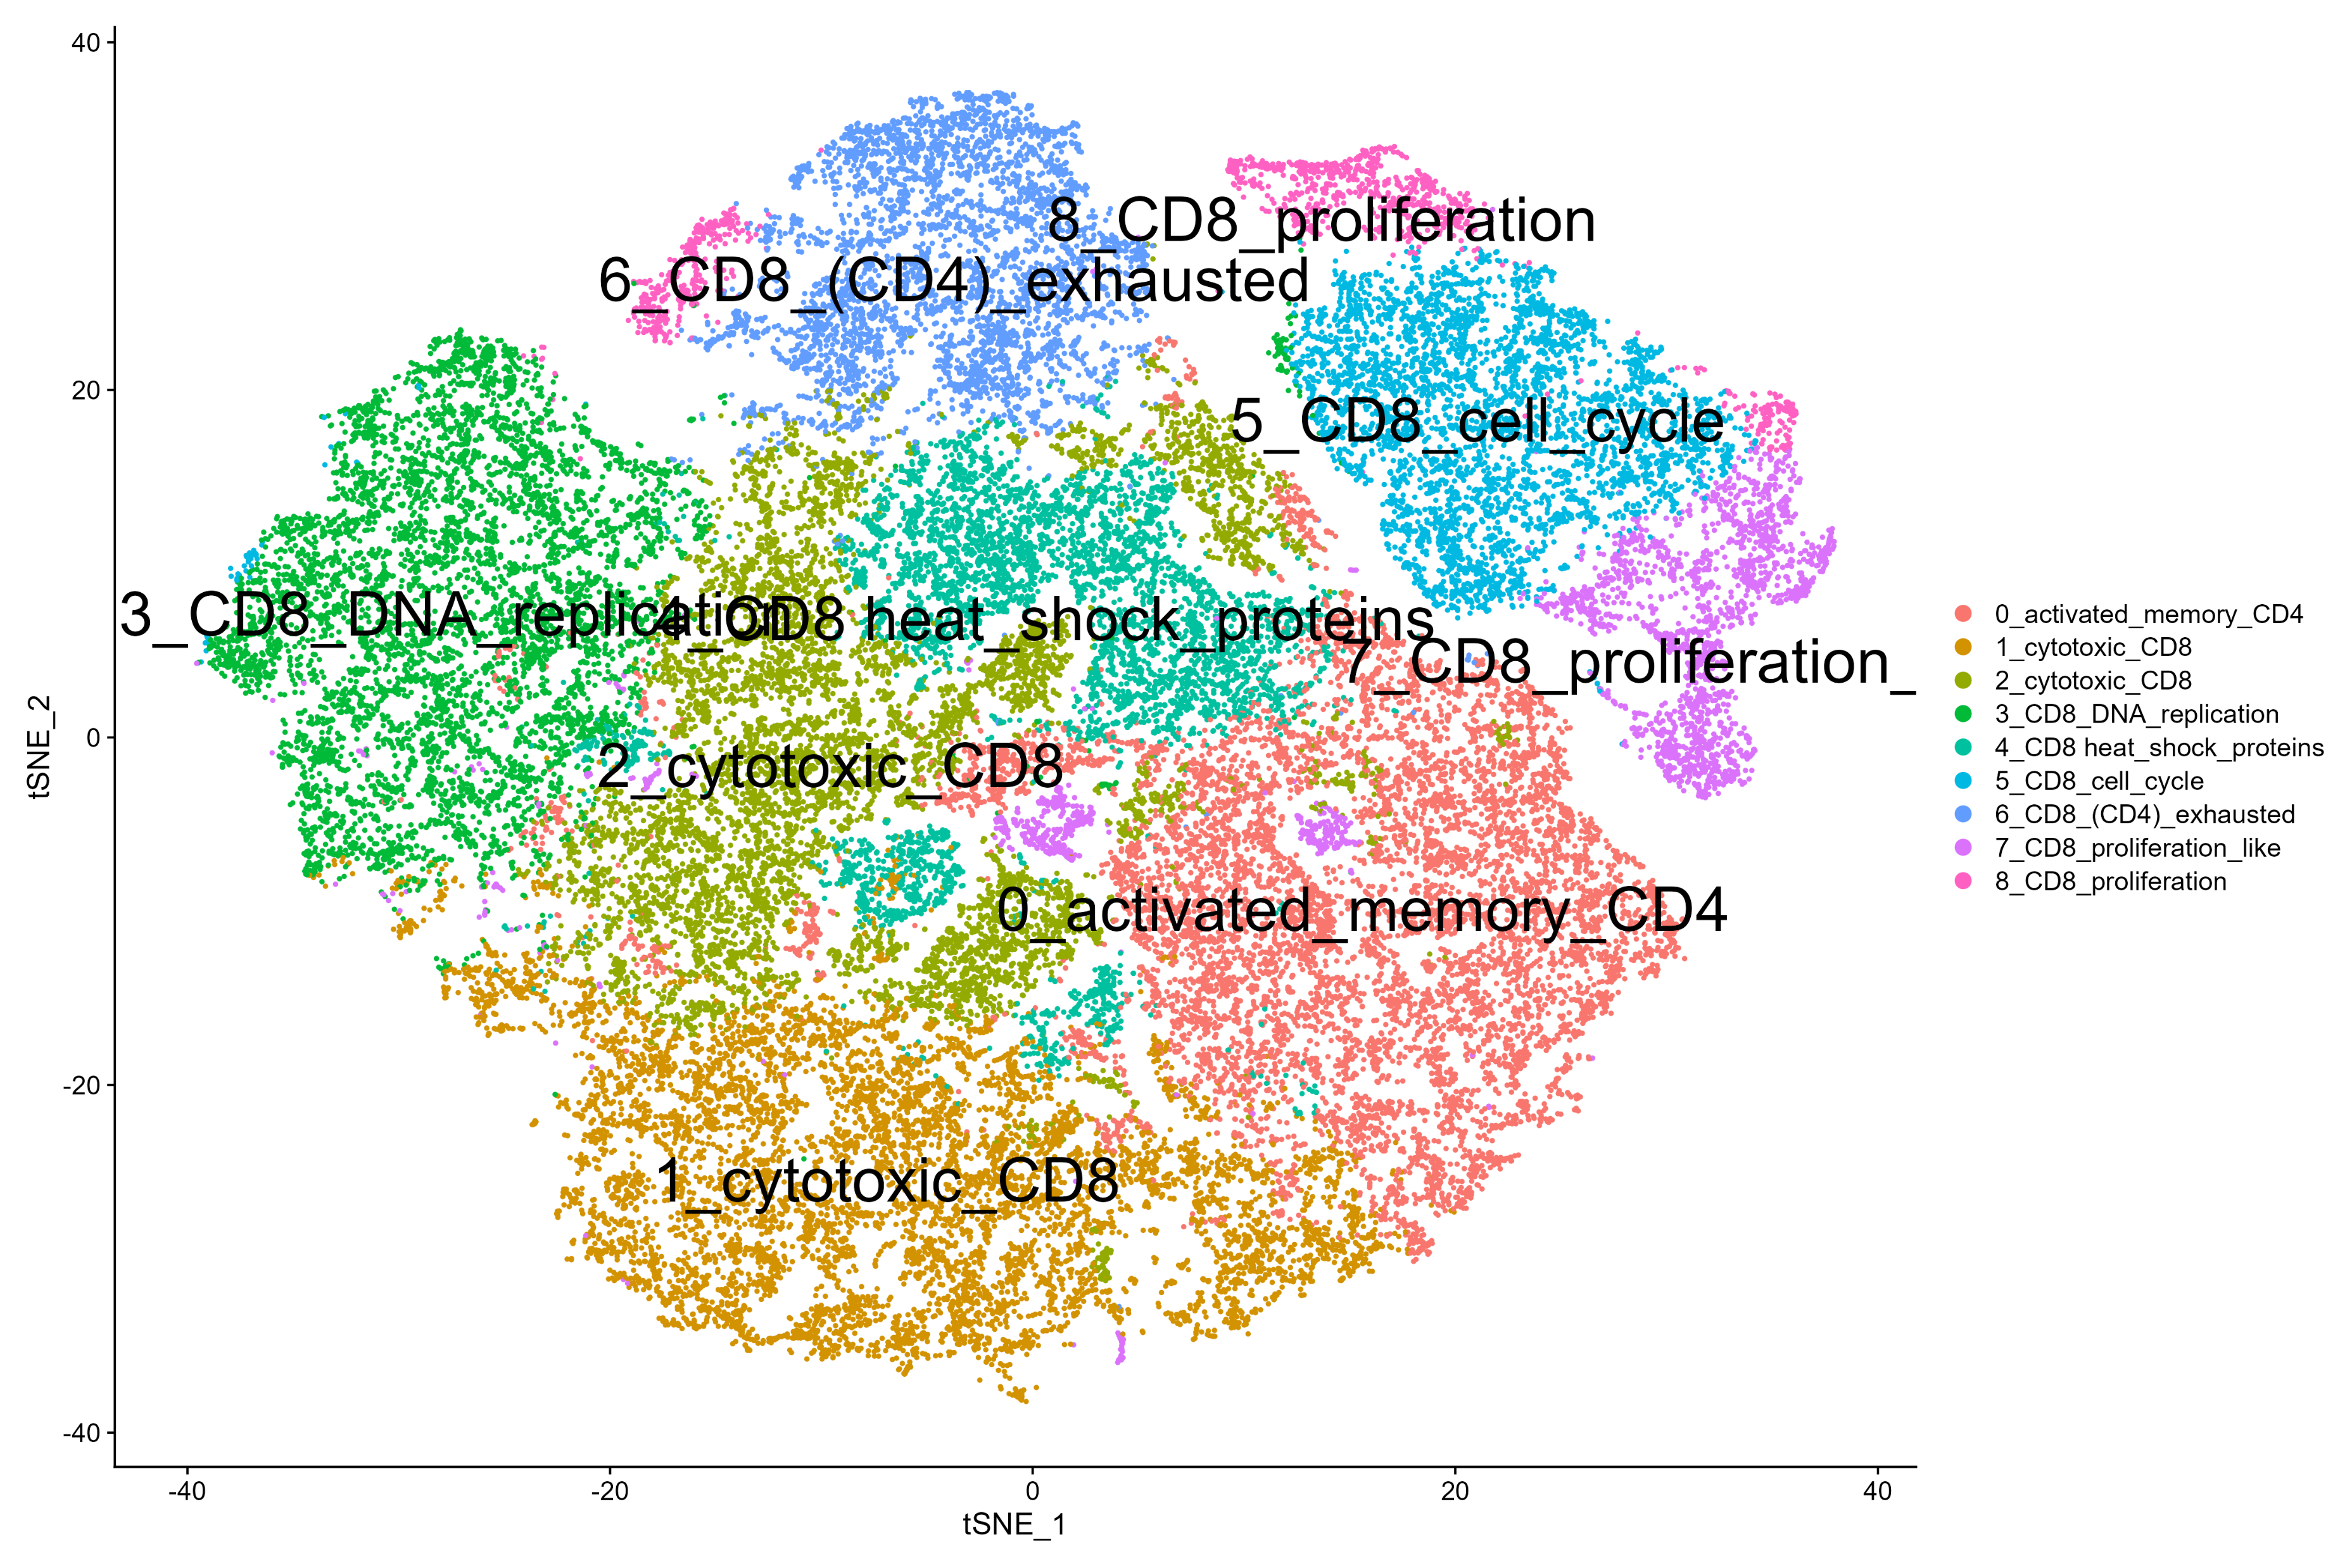 40
20
0
-20
-40
tSNE_2
8_CD8_proliferation
6_CD8_(CD4)_exhausted
5_CD8_cell_cycle
3_CD8_DNA_replication
4_CD8 heat_shock_proteins
7_CD8_proliferation_
2_cytotoxic_CD8
0_activated_memory_CD4
1_cytotoxic_CD8
-40
-20
0
20
40
tSNE_1
0_activated_memory_CD4
1_cytotoxic_CD8
2_cytotoxic_CD8
3_CD8_DNA_replication
4_CD8 heat_shock_proteins
5_CD8_cell_cycle
6_CD8_(CD4)_exhausted
7_CD8_proliferation_like
8_CD8_proliferation